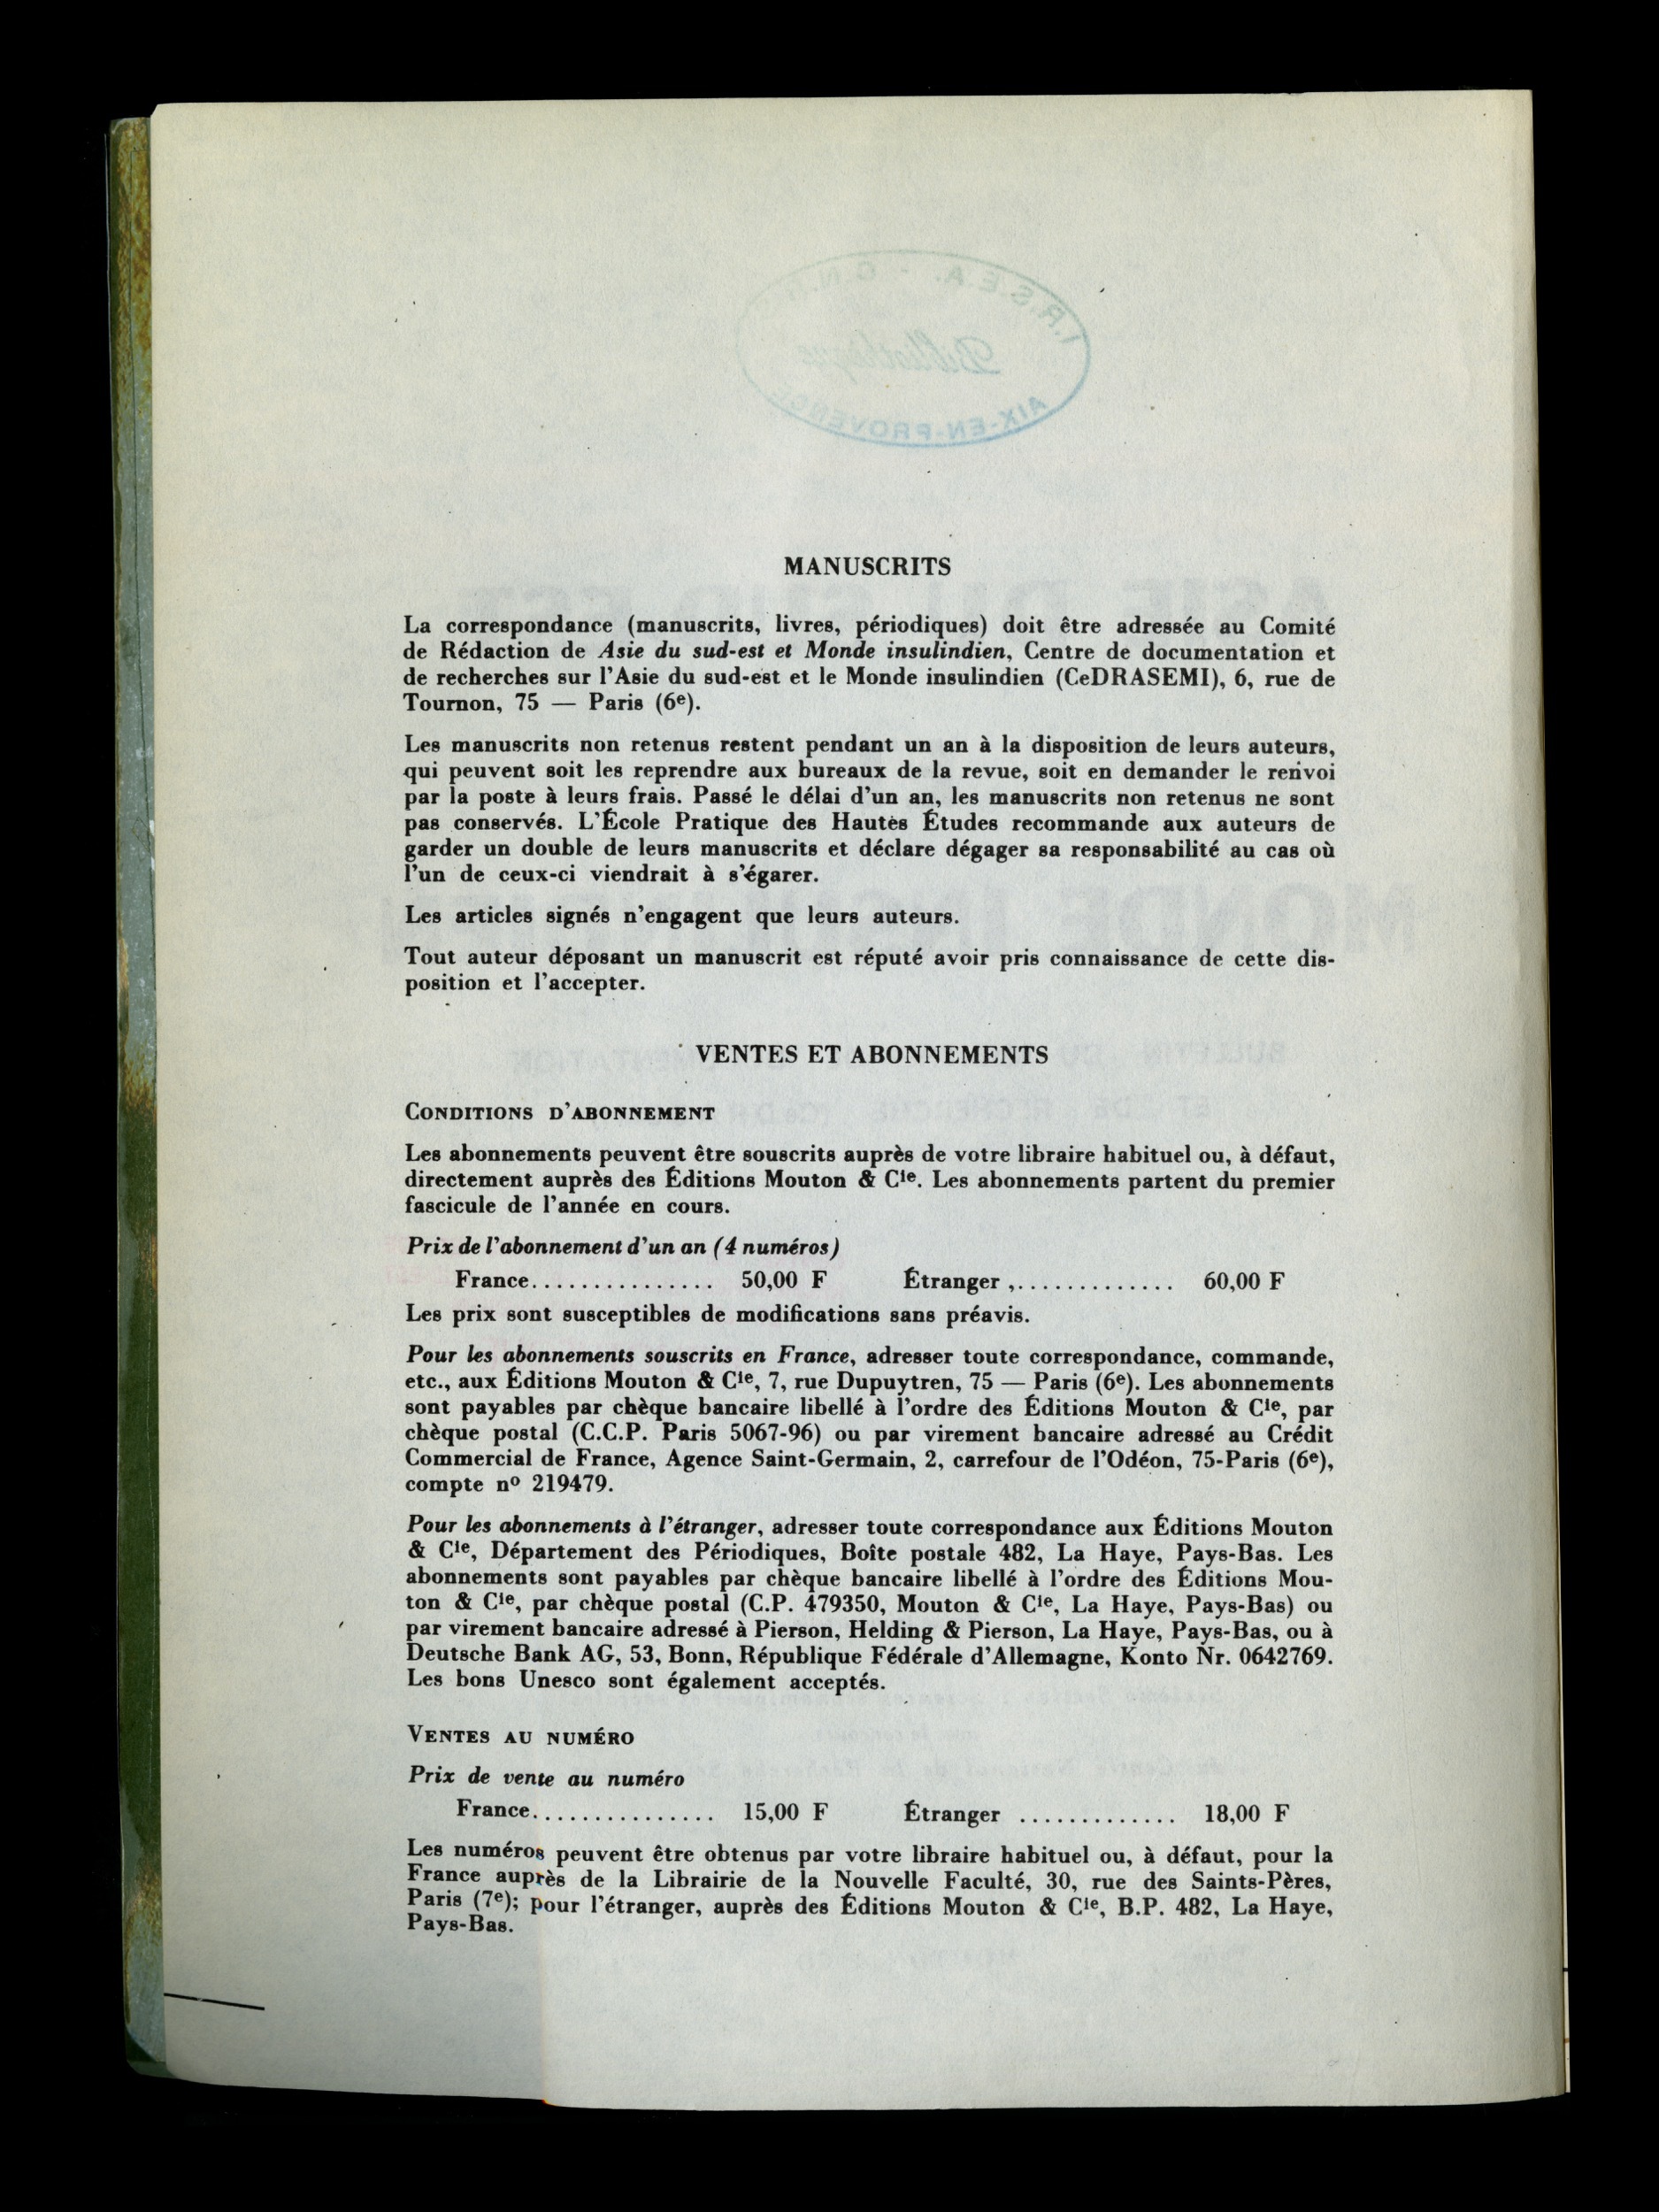 MANUSCRITS
La correspondance (manuscrits, livres, périodiques) doit être adressée au Comité
de Rédaction de Asie du sud-est et Monde insulindien, Centre de documentation et
de recherches sur l'Asie du sud-est et le Monde insulindien (CeDRASEMI), 6, rue de
Tournon, 75 — Paris (6e).
Les manuscrits non retenus restent pendant un an à la disposition de leurs auteurs,
qui peuvent soit les reprendre aux bureaux de la revue, soit en demander le renvoi
par la poste à leurs frais. Passé le délai d'un an, les manuscrits non retenus ne sont
pas conservés. L'École Pratique des Hautes Études recommande aux auteurs de
garder un double de leurs manuscrits et déclare dégager sa responsabilité au cas où
l'un de ceux-ci viendrait à s'égarer.
Les articles signés n'engagent que leurs auteurs.
Tout auteur déposant un manuscrit est réputé avoir pris connaissance de cette dis-
position et l'accepter.
VENTES ET ABONNEMENTS
CONDITIONS D'ABONNEMENT
Les abonnements peuvent être souscrits auprès de votre libraire habituel ou, à défaut,
directement auprès des Éditions Mouton & Cie. Les abonnements partent du premier
fascicule de l'année en cours.
Prix de l'abonnement d'un an (4 numéros)
France............... 50,00 F Étranger ,............. 60,00 F
Les prix sont susceptibles de modifications sans préavis.
Pour les abonnements souscrits en France, adresser toute correspondance, commande,
etc., aux Éditions Mouton & Cie, 7, rue Dupuytren, 75 — Paris (6e). Les abonnements
sont payables par chèque bancaire libellé à l'ordre des Éditions Mouton & Cie, par
chèque postal (C.C.P. Paris 5067-96) ou par virement bancaire adressé au Crédit
Commercial de France, Agence Saint-Germain, 2, carrefour de l'Odéon, 75-Paris (6e),
compte no 219479.
Pour les abonnements à l'étranger, adresser toute correspondance aux Éditions Mouton
& Cie, Département des Périodiques, Boîte postale 482, La Haye, Pays-Bas. Les
abonnements sont payables par chèque bancaire libellé à l'ordre des Éditions Mou-
ton & Cie, par chèque postal (C.P. 479350, Mouton & Cie, La Haye, Pays-Bas) ou
par virement bancaire adressé à Pierson, Helding & Pierson, La Haye, Pays-Bas, ou à
Deutsche Bank AG, 53, Bonn, République Fédérale d'Allemagne, Konto Nr. 0642769.
Les bons Unesco sont également acceptés.
VENTES AU NUMÉRO
Prix de vente au numéro
France............... 15,00 F Étranger ............. 18,00 F
Les numéros peuvent être obtenus par votre libraire habituel ou, à défaut, pour la
France auprès de la Librairie de la Nouvelle Faculté, 30, rue des Saints-Pères,
Paris (7e); pour l'étranger, auprès des Éditions Mouton & Cie, B.P. 482, La Haye,
Pays-Bas.